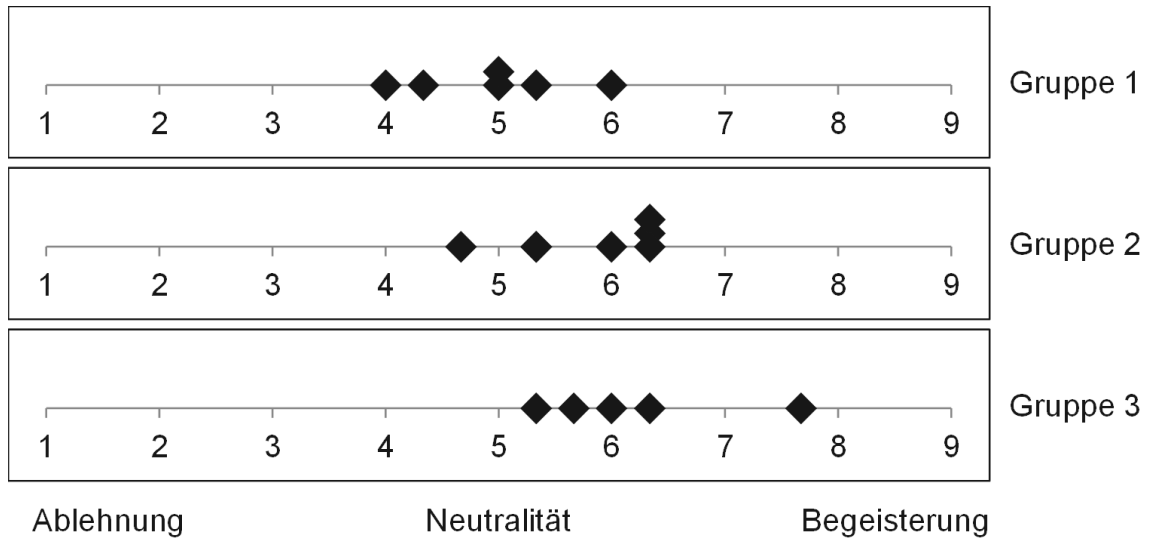 Gruppe 1
1 2 3 4 5 6 7 8 9
Gruppe 2
1 2 3 4 5 6 7 8 9
Gruppe 3
1 2 3 4 5 6 7 8 9
Ablehnung Neutralität Begeisterung